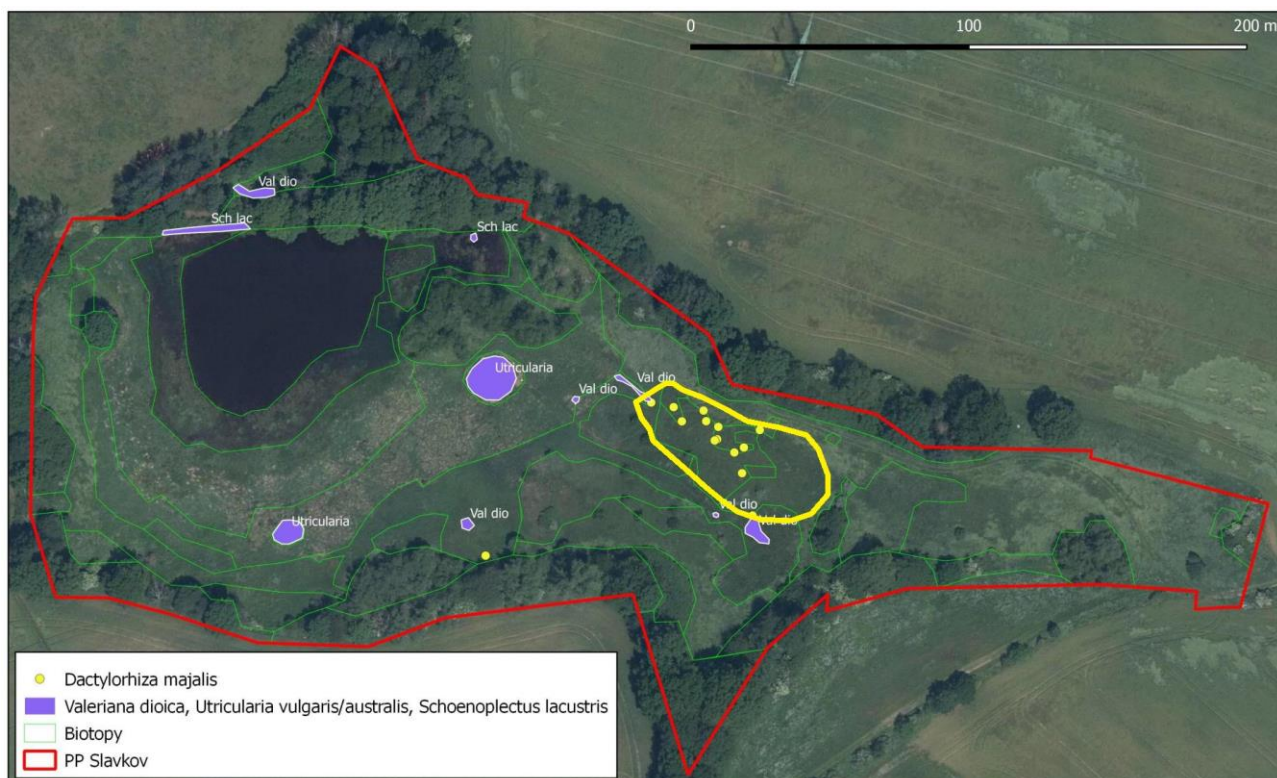 0 100 200 m
Val dio
Sch lac
Sch lac
Utricularia
Val dio
Val dio
Utricularia
Val dio
Val dio
Val dio
Dactylorhiza majalis
Valeriana dioica, Utricularia vulgaris/australis, Schoenoplectus lacustris
Biotopy
PP Slavkov